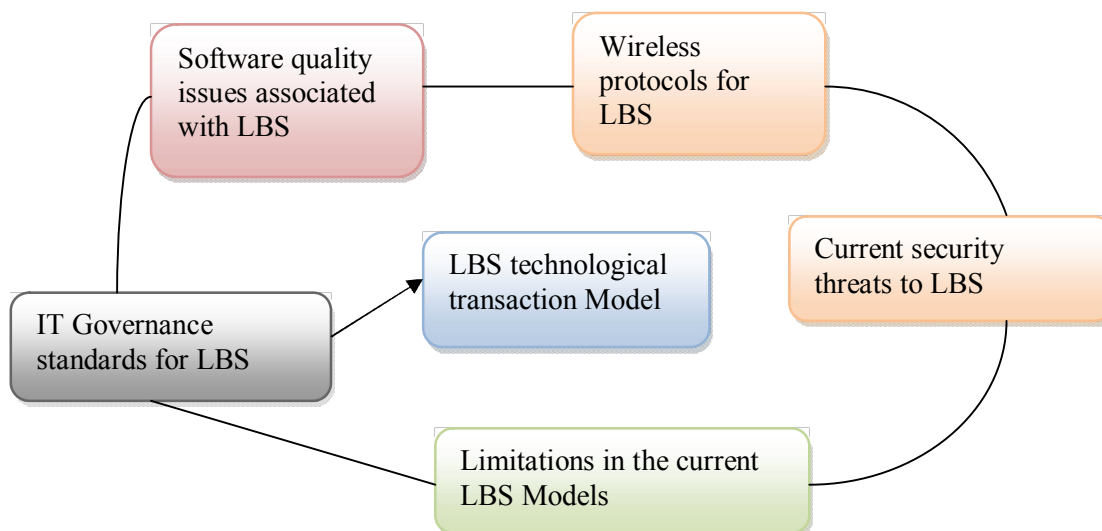 Software quality
issues associated
with LBS
Wireless
protocols for
LBS
Current security
threats to LBS
LBS technological
transaction Model
IT Governance
standards for LBS
Limitations in the current
LBS Models